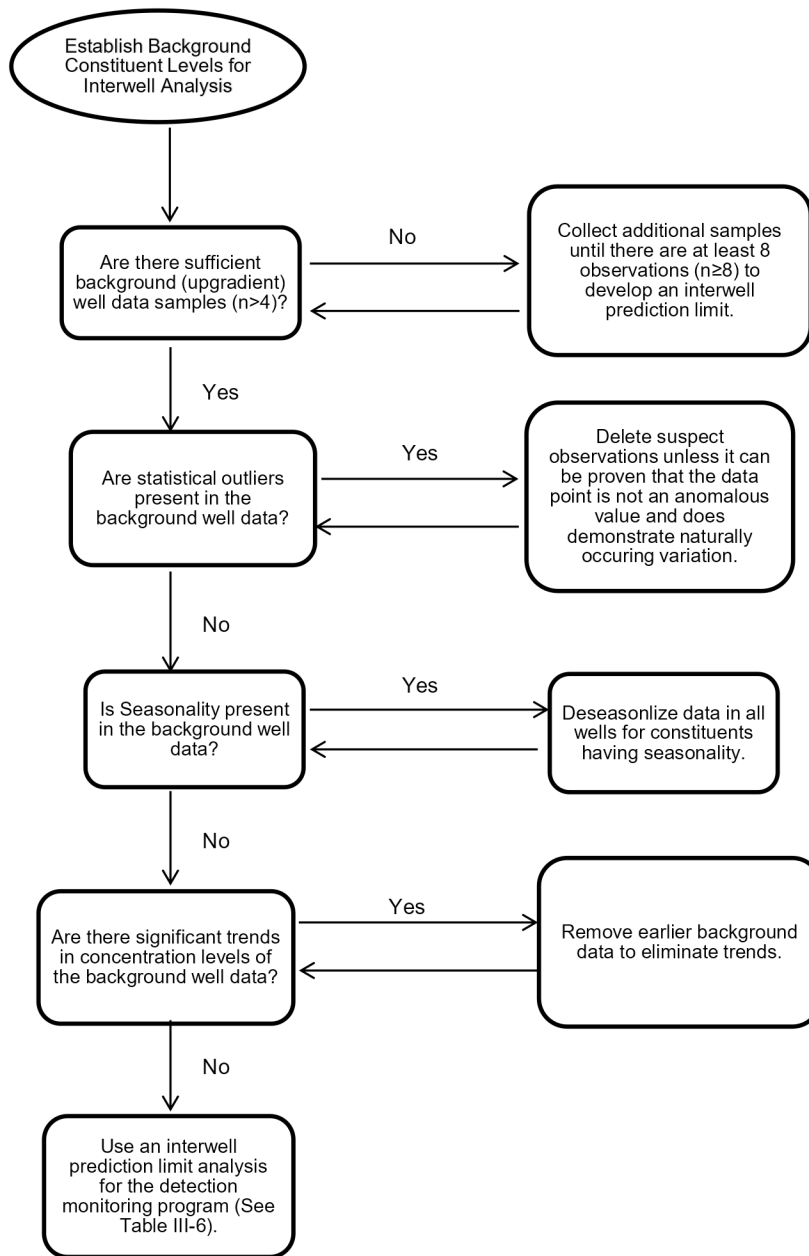 Establish Background
Constituent Levels for
Interwell Analysis
No
Are there sufficient
background (upgradient)
well data samples (n>4)?
Collect additional samples
until there are at least 8
observations (n≥8) to
develop an interwell
prediction limit.
Yes
Are statistical outliers
present in the
background well data?
Yes
Delete suspect
observations unless it can
be proven that the data
point is not an anomalous
value and does
demonstrate naturally
occuring variation.
No
Is Seasonality present
in the background well
data?
Yes
Deseasonlize data in all
wells for constituents
having seasonality.
No
Are there significant trends
in concentration levels of
the background well data?
Yes
Remove earlier background
data to eliminate trends.
No
Use an interwell
prediction limit analysis
for the detection
monitoring program (See
Table III-6).